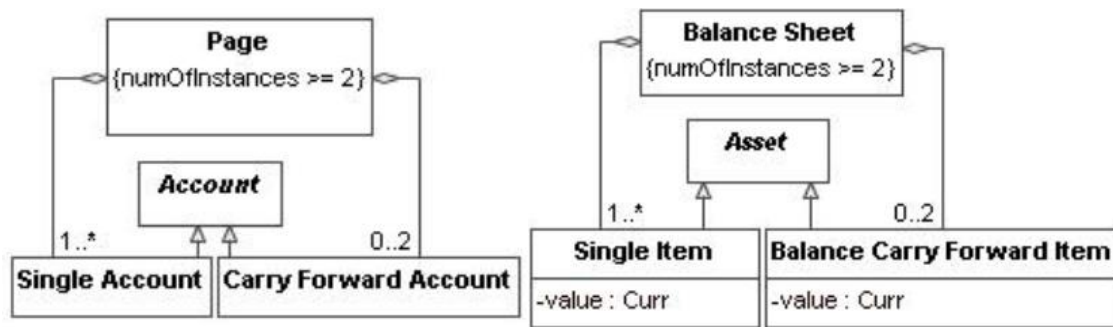 Page
{numOfInstances >= 2}
Account
1..*
0..2
Single Account
Carry Forward Account
Balance Sheet
{numOfInstances >= 2}
Asset
1..*
0..2
Single Item
-value : Curr
Balance Carry Forward Item
-value : Curr